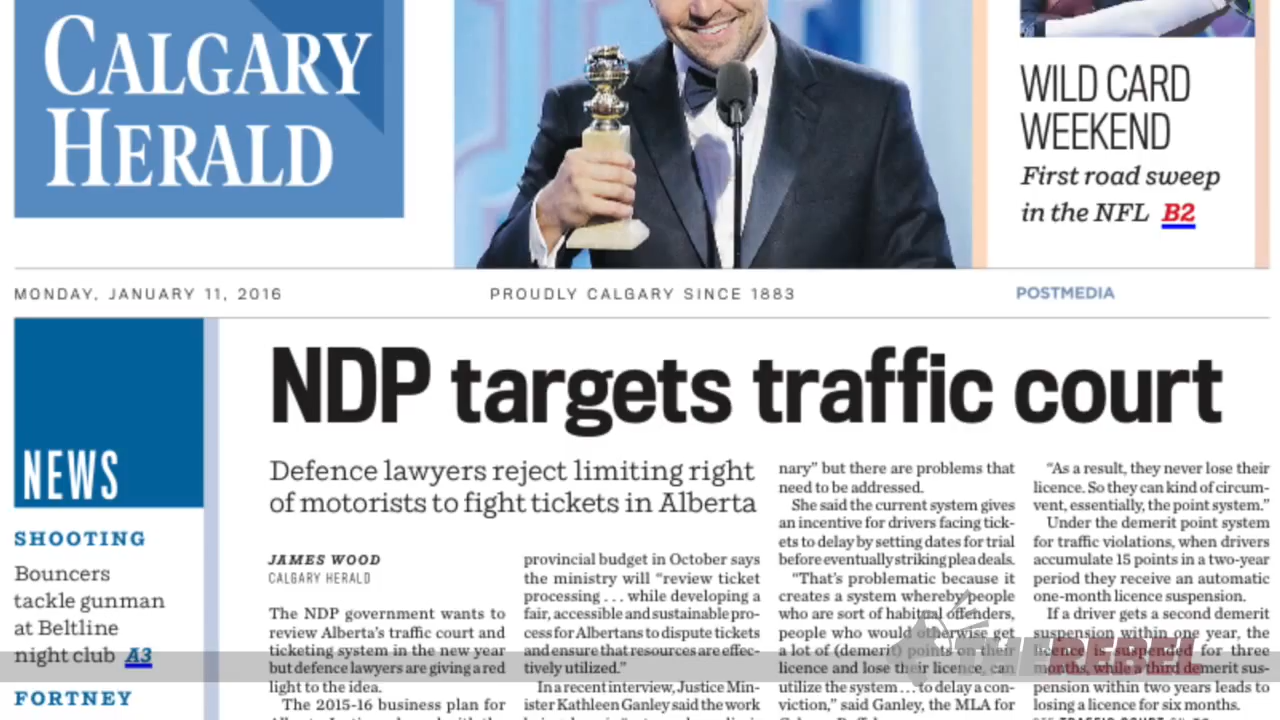 CALGARY
HERALD
WILD CARD
WEEKEND
First road sweep
in the NFL B2
MONDAY, JANUARY 11, 2016
PROUDLY CALGARY SINCE 1883
POSTMEDIA
NEWS
SHOOTING
Bouncers
tackle gunman
at Beltline
night club A3
FORTNEY
NDP targets traffic court
Defence lawyers reject limiting right
of motorists to fight tickets in Alberta
JAMES WOOD
CALGARY HERALD
The NDP government wants to
review Alberta's traffic court and
ticketing system in the new year
but defence lawyers are giving a red
light to the idea.
The 2015-16 business plan for
provincial budget in October says
the ministry will "review ticket
processing . . . while developing a
fair, accessible and sustainable pro-
cess for Albertans to dispute tickets
and ensure that resources are effec-
tively utilized."
In a recent interview, Justice Min-
ister Kathleen Ganley said the work
nary" but there are problems that
need to be addressed.
She said the current system gives
an incentive for drivers facing tick-
ets to delay by setting dates for trial
before eventually striking plea deals.
"That's problematic because it
creates a system whereby people
who are sort of habitual offenders,
people who would otherwise get
a lot of (demerit) points on their
licence and lose their licence, can
utilize the system . . . to delay a con-
viction," said Ganley, the MLA for
"As a result, they never lose their
licence. So they can kind of circum-
vent, essentially, the point system."
Under the demerit point system
for traffic violations, when drivers
accumulate 15 points in a two-year
period they receive an automatic
one-month licence suspension.
If a driver gets a second demerit
suspension within one year, the
licence is suspended for three
months, while a third demerit sus-
pension within two years leads to
losing a licence for six months.
THE REBEL